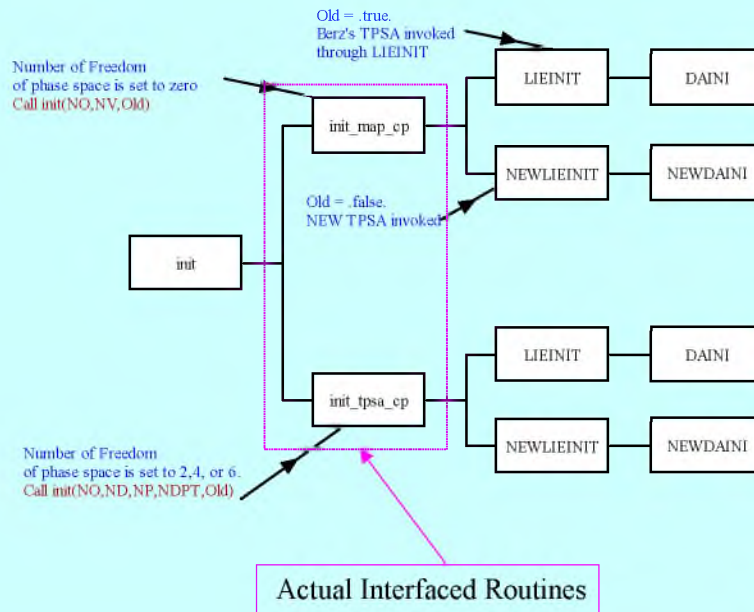 Old = .true.
Berz's TPSA invoked
through LIEINIT
Number of Freedom
of phase space is set to zero
Call init(NO,NV,Old)
LIEINIT
DAINI
init_map_cp
NEWLIEINIT
NEWDAINI
Old = .false.
NEW TPSA invoked
init
LIEINIT
DAINI
init_tpsa_cp
NEWLIEINIT
NEWDAINI
Number of Freedom
of phase space is set to 2,4, or 6.
Call init(NO,ND,NP,NDPT,Old)
Actual Interfaced Routines